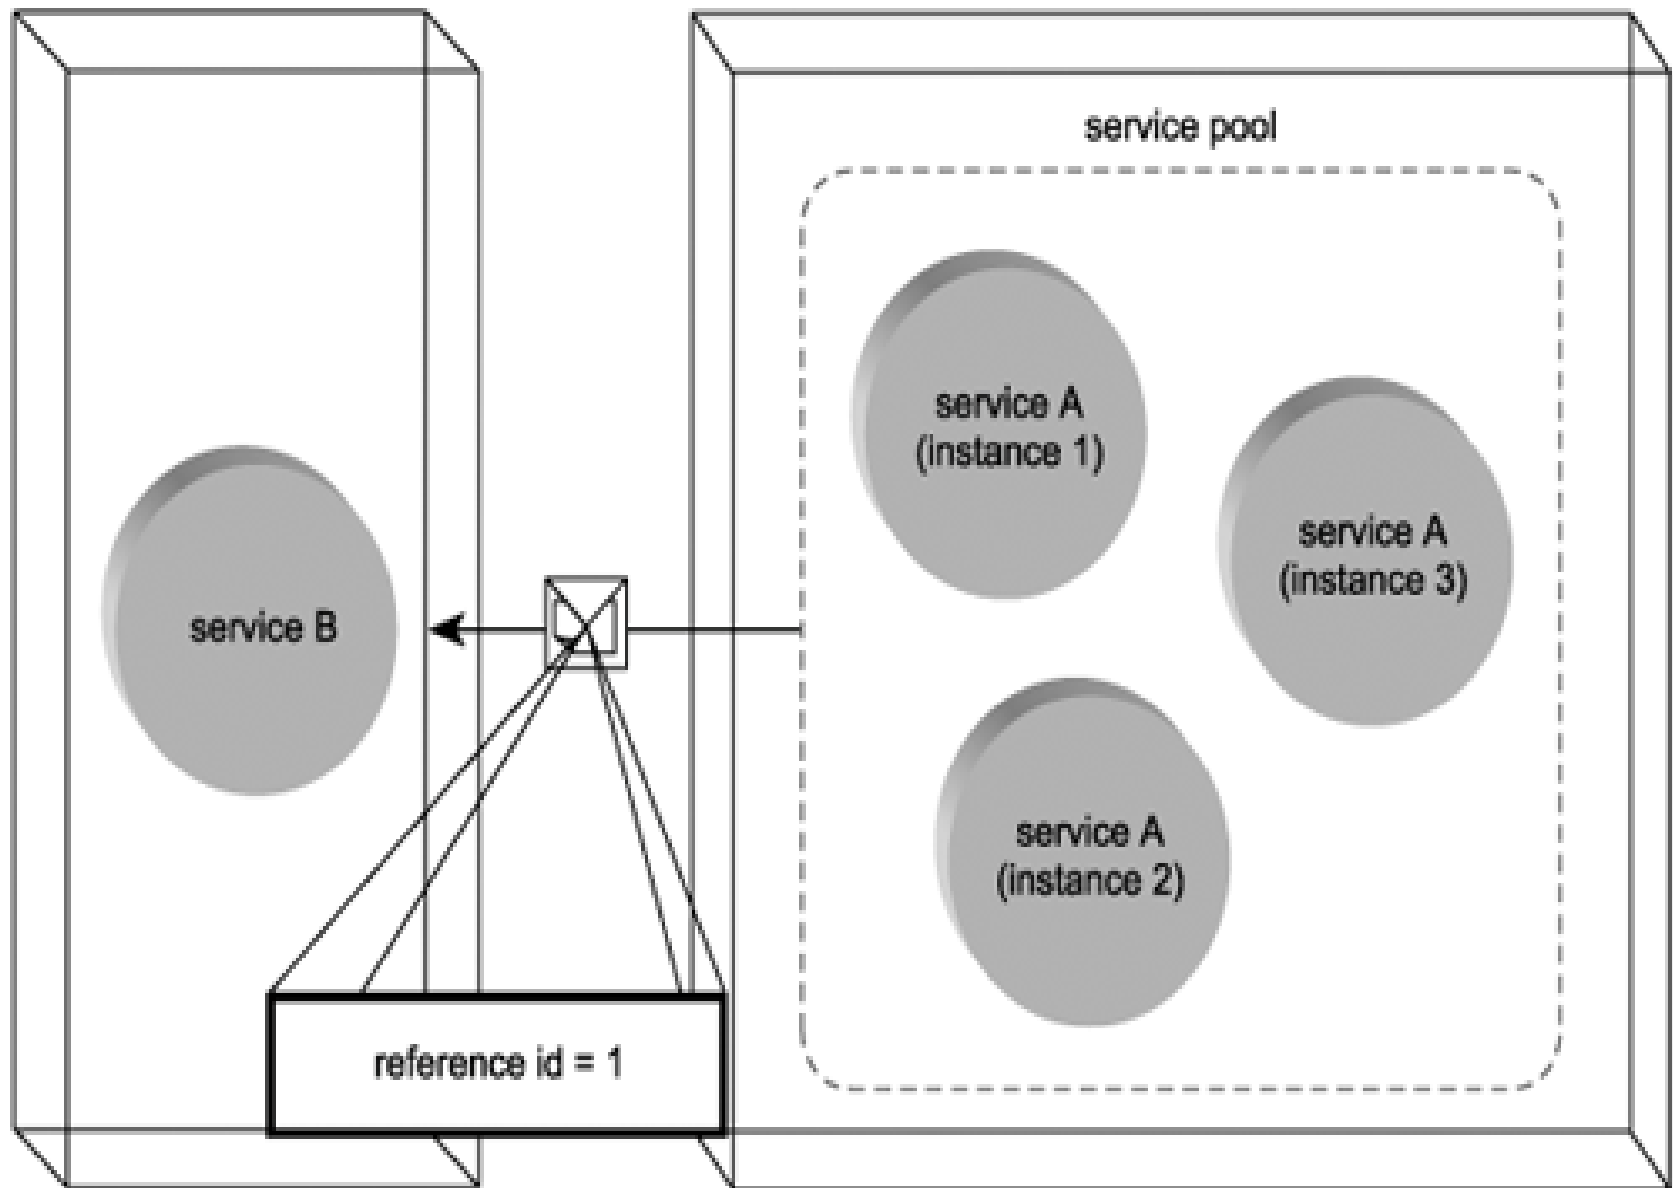 service pool
service A
(instance 1)
service A
(instance 3)
service B
service A
(instance 2)
reference id = 1